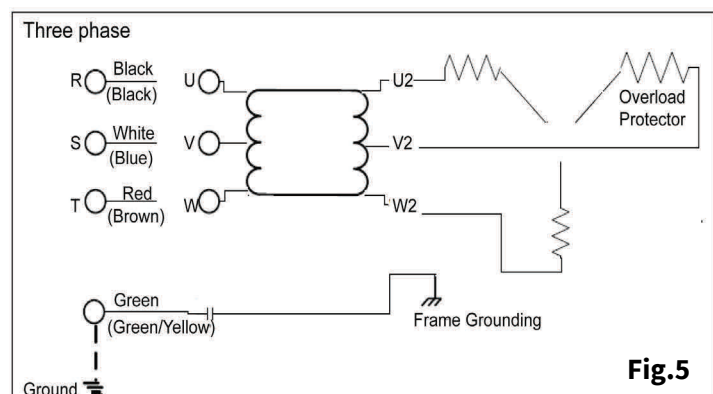 Three phase
R Black (Black) U U2
S White (Blue) V V2
T Red (Brown) W W2
Overload
Protector
Green
(Green/Yellow)
Frame Grounding
Ground
Fig.5